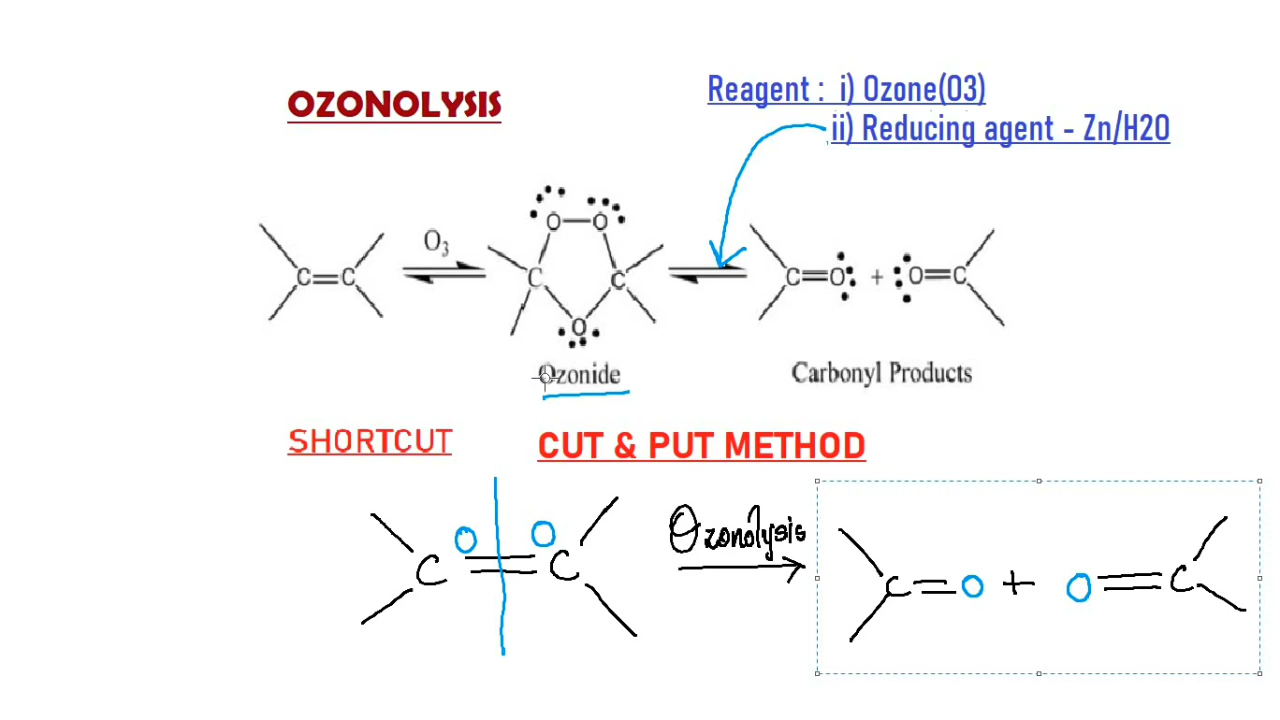 OZONOLYSIS
Reagent : i) Ozone(O3)
ii) Reducing agent - Zn/H2O
C=C
O3
O—O
C C
O
C=O + O=C
Ozonide
Carbonyl Products
SHORTCUT
CUT & PUT METHOD
C O = O C
Ozonolysis
C=O + O=C